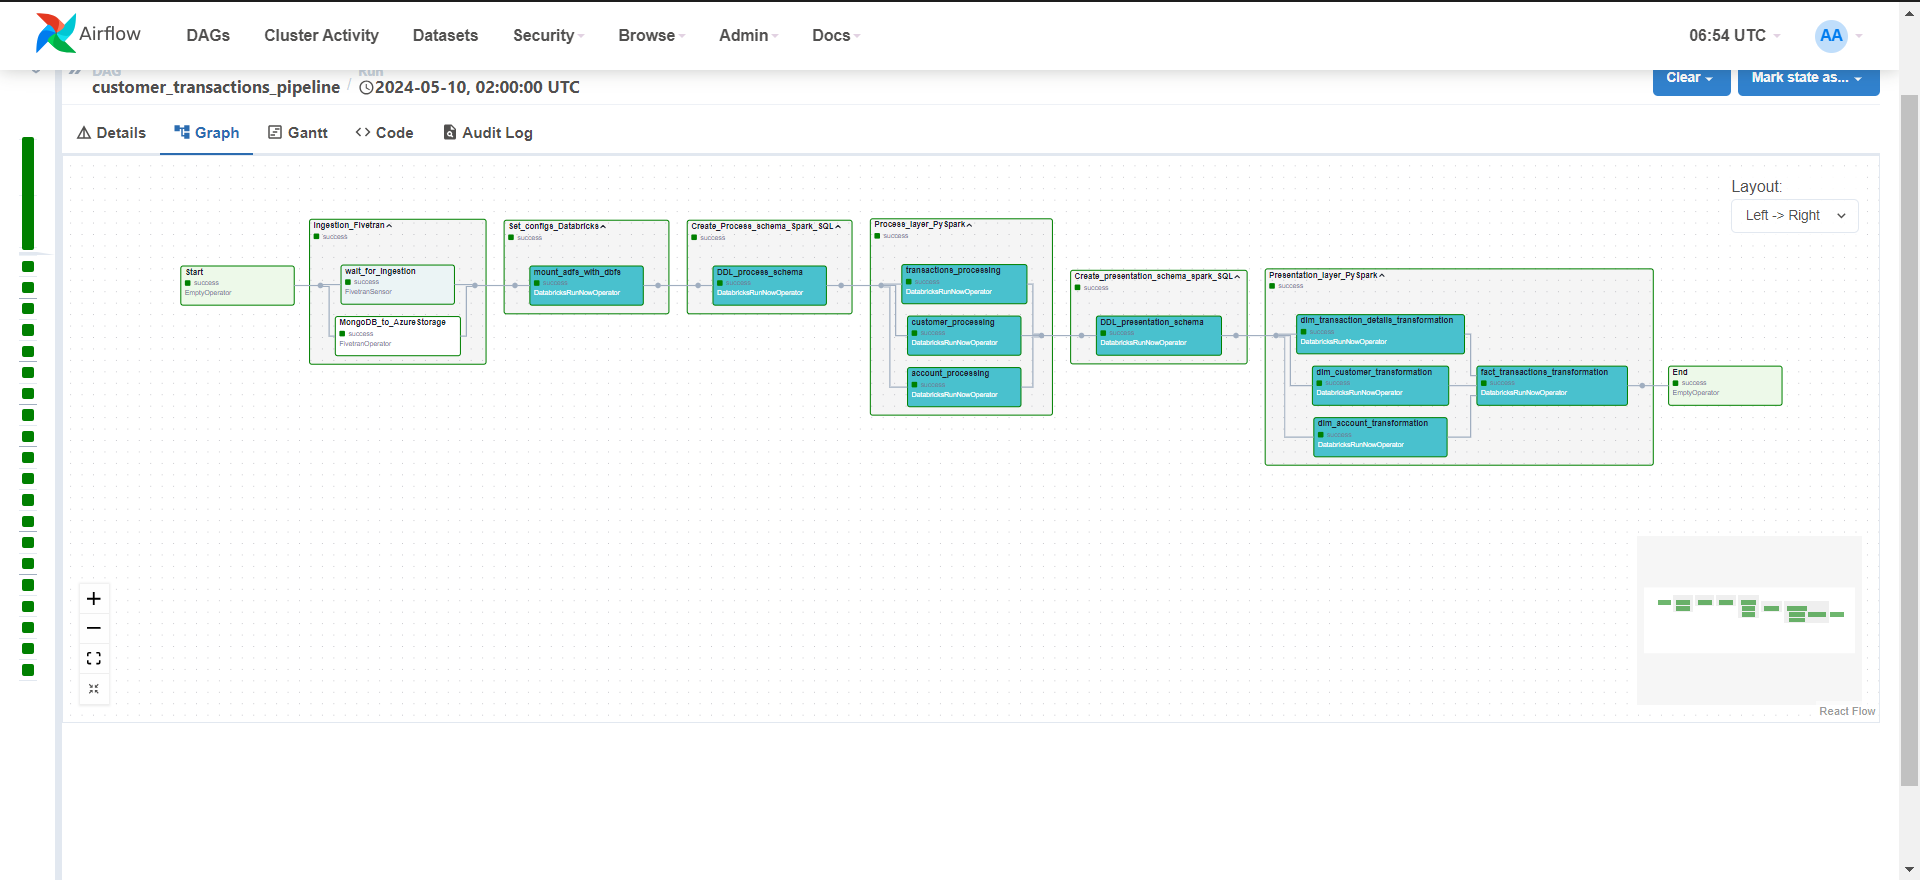 Airflow
DAGs
Cluster Activity
Datasets
Security
Browse
Admin
Docs
06:54 UTC
AA
DAG
Run
customer_transactions_pipeline / 2024-05-10, 02:00:00 UTC
Clear
Mark state as...
Details
Graph
Gantt
Code
Audit Log
Layout:
Left -> Right
Start
success
EmptyOperator
Ingestion_Fivetran
success
wait_for_Ingestion
success
FivetranSensor
MongoDB_to_AzureStorage
success
FivetranOperator
Set_configs_Databricks
success
mount_adfs_with_dbfs
success
DatabricksRunNowOperator
Create_Process_schema_Spark_SQL
success
DDL_process_schema
success
DatabricksRunNowOperator
Process_layer_PySpark
success
transactions_processing
success
DatabricksRunNowOperator
customer_processing
success
DatabricksRunNowOperator
account_processing
success
DatabricksRunNowOperator
Create_presentation_schema_spark_SQL
success
DDL_presentation_schema
success
DatabricksRunNowOperator
Presentation_layer_PySpark
success
dim_transaction_details_transformation
success
DatabricksRunNowOperator
dim_customer_transformation
success
DatabricksRunNowOperator
dim_account_transformation
success
DatabricksRunNowOperator
fact_transactions_transformation
success
DatabricksRunNowOperator
End
success
EmptyOperator
React Flow